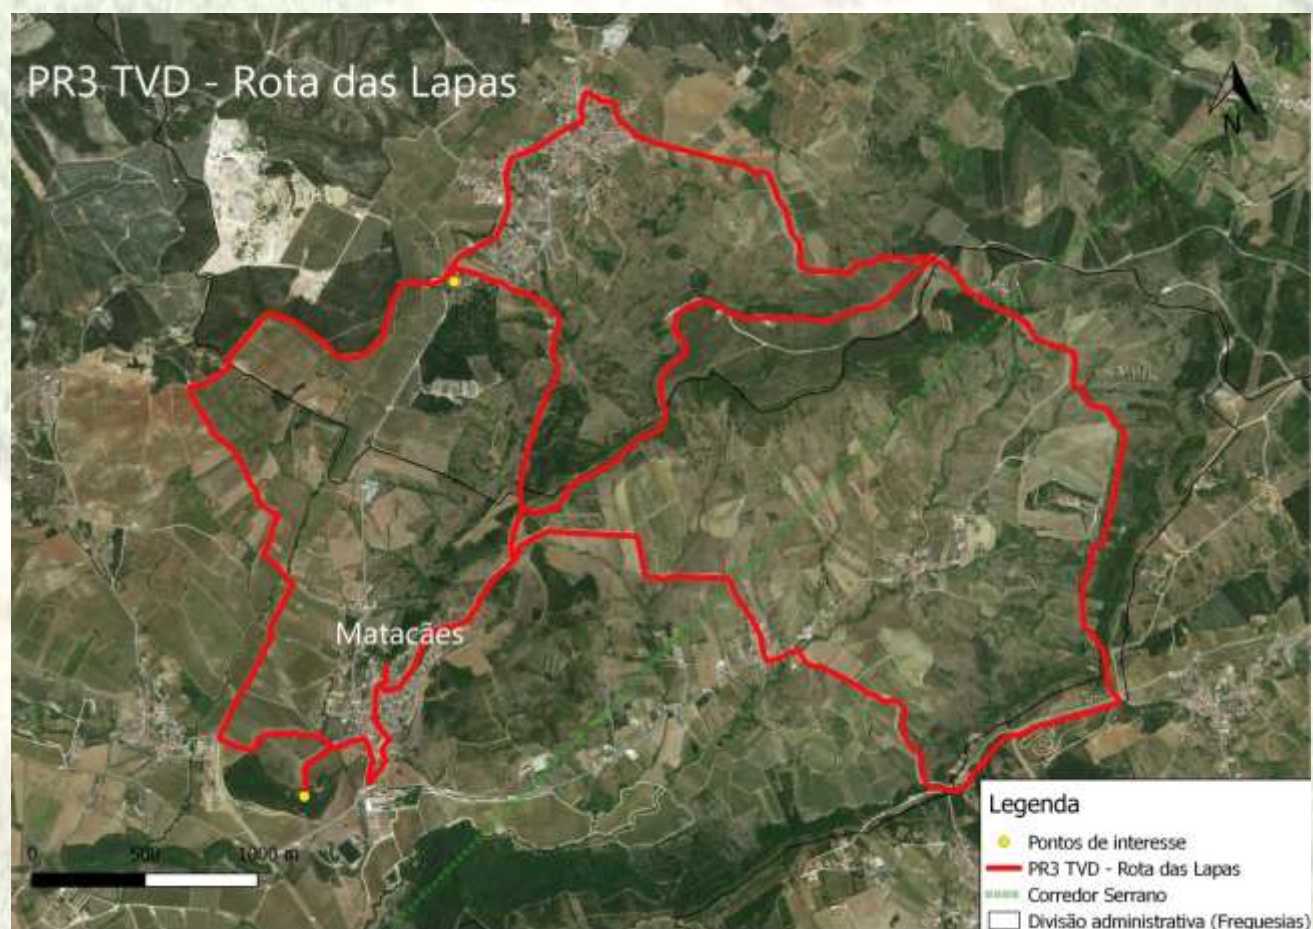 PR3 TVD - Rota das Lapas
N
Matacães
0 500 1000 m
Legenda
Pontos de interesse
PR3 TVD - Rota das Lapas
Corredor Serrano
Divisão administrativa (Freguesias)